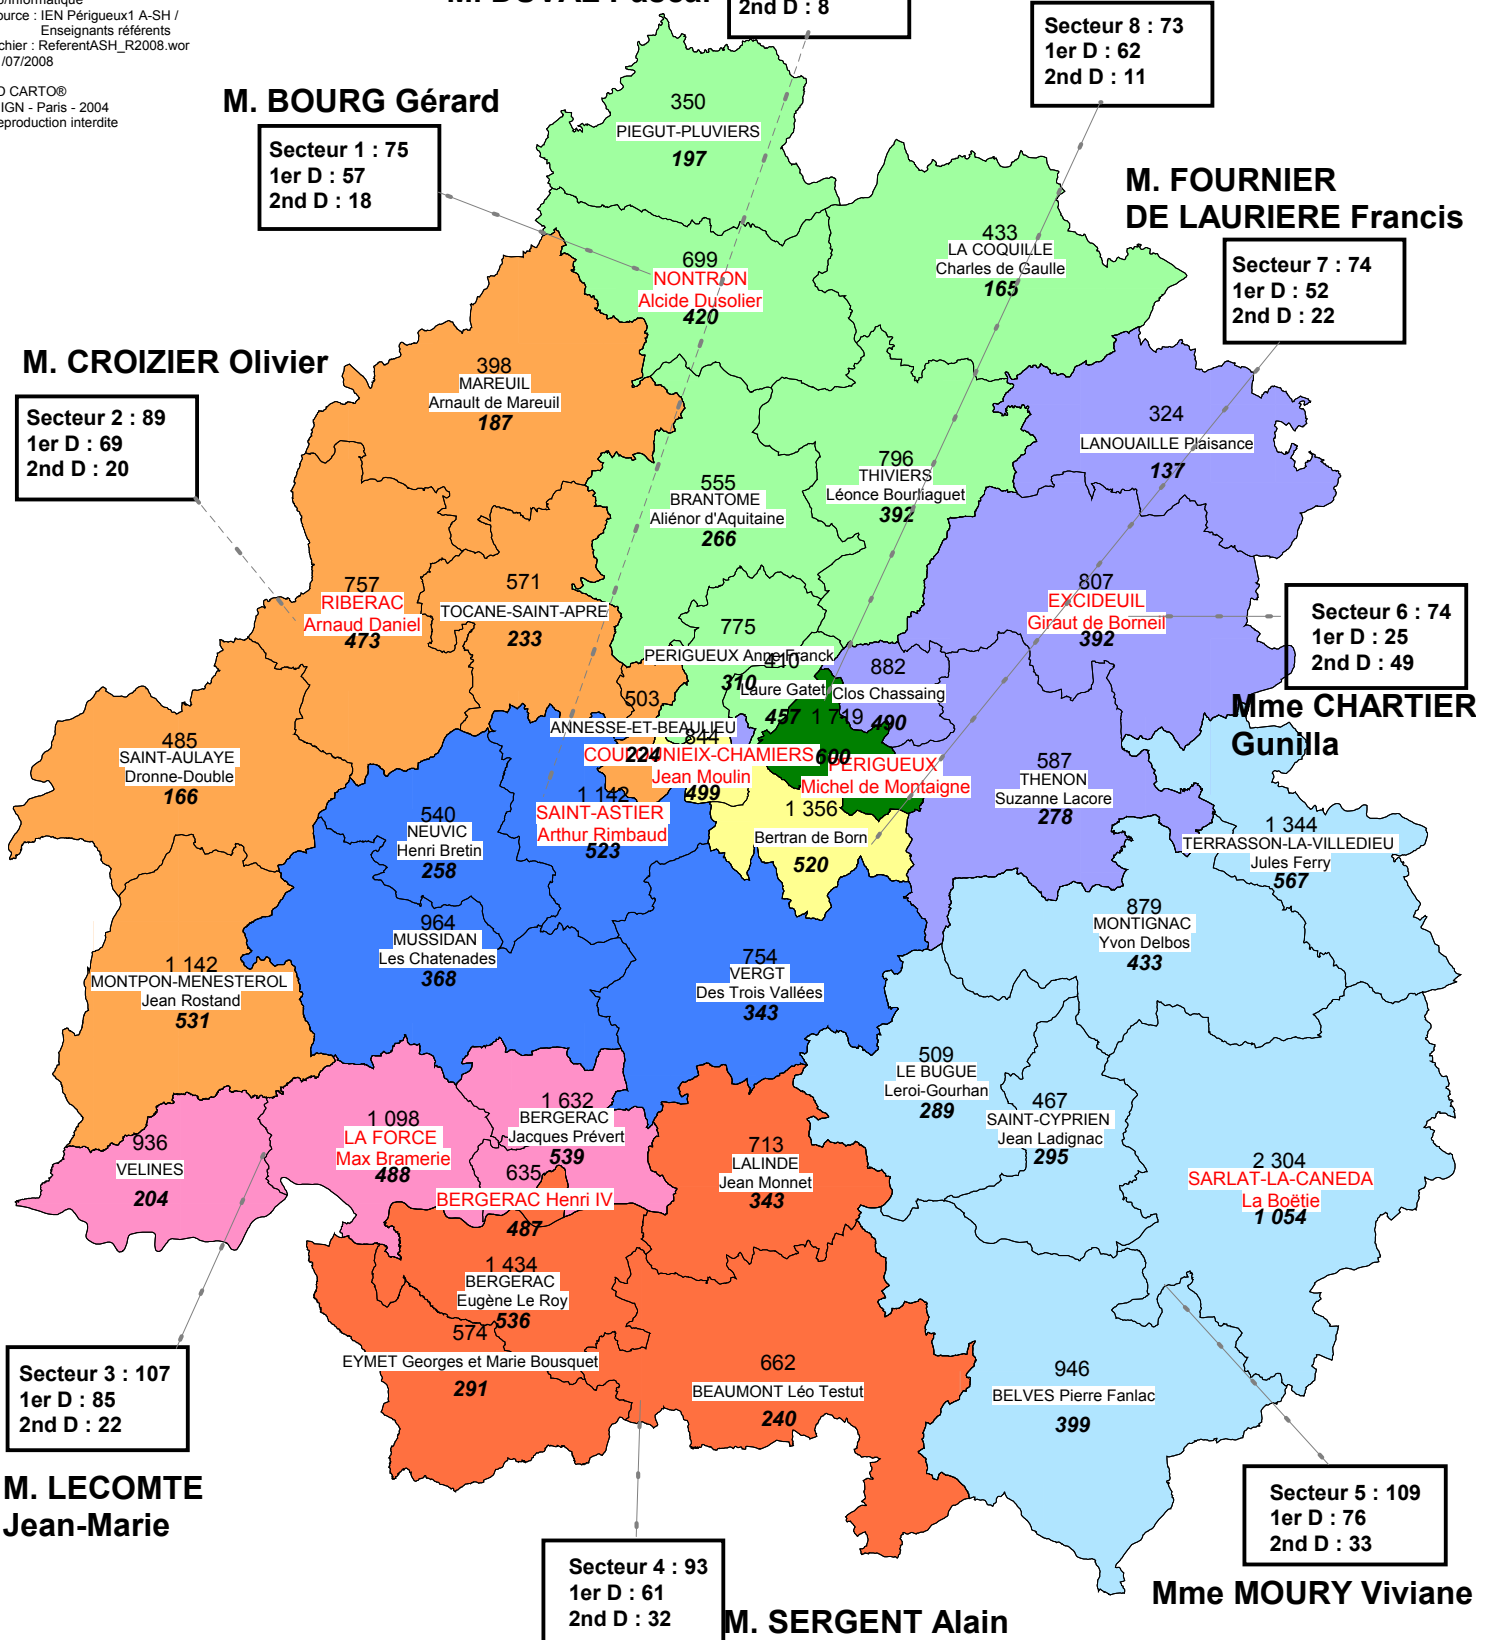 ource : IEN Périgueux1 A-SH /
Enseignants référents
chier : ReferentASH_R2008.wor
/07/2008
D CARTO®
IGN - Paris - 2004
eproduction interdite
2nd D : 8
Secteur 8 : 73
1er D : 62
2nd D : 11
M. BOURG Gérard
Secteur 1 : 75
1er D : 57
2nd D : 18
M. FOURNIER
DE LAURIERE Francis
Secteur 7 : 74
1er D : 52
2nd D : 22
M. CROIZIER Olivier
Secteur 2 : 89
1er D : 69
2nd D : 20
350
PIEGUT-PLUVIERS
197
433
LA COQUILLE
Charles de Gaulle
165
699
NONTRON
Alcide Dusolier
420
398
MAREUIL
Arnault de Mareuil
187
324
LANOUAILLE Plaisance
137
796
THIVIERS
Léonce Bourliaguet
392
555
BRANTOME
Aliénor d'Aquitaine
266
757
RIBERAC
Arnaud Daniel
473
571
TOCANE-SAINT-APRE
233
807
EXCIDEUIL
Giraut de Borneil
392
Secteur 6 : 74
1er D : 25
2nd D : 49
Mme CHARTIER
Gunilla
775
PERIGUEUX Anne Franck
310
410
Laure Gatet
457
882
Clos Chassaing
490
503
ANNESSE-ET-BEAULIEU
224
844
COULOUNIEIX-CHAMIERS
Jean Moulin
499
1 719
600
PERIGUEUX
Michel de Montaigne
485
SAINT-AULAYE
Dronne-Double
166
587
THENON
Suzanne Lacore
278
540
NEUVIC
Henri Bretin
258
1 142
SAINT-ASTIER
Arthur Rimbaud
523
1 356
Bertran de Born
520
1 344
TERRASSON-LA-VILLEDIEU
Jules Ferry
567
879
MONTIGNAC
Yvon Delbos
433
964
MUSSIDAN
Les Chatenades
368
754
VERGT
Des Trois Vallées
343
1 142
MONTPON-MENESTEROL
Jean Rostand
531
509
LE BUGUE
Leroi-Gourhan
289
467
SAINT-CYPRIEN
Jean Ladignac
295
936
VELINES
204
1 098
LA FORCE
Max Bramerie
488
1 632
BERGERAC
Jacques Prévert
539
635
BERGERAC Henri IV
487
713
LALINDE
Jean Monnet
343
2 304
SARLAT-LA-CANEDA
La Boëtie
1 054
1 434
BERGERAC
Eugène Le Roy
536
574
EYMET Georges et Marie Bousquet
291
662
BEAUMONT Léo Testut
240
946
BELVES Pierre Fanlac
399
Secteur 3 : 107
1er D : 85
2nd D : 22
M. LECOMTE
Jean-Marie
Secteur 4 : 93
1er D : 61
2nd D : 32
M. SERGENT Alain
Secteur 5 : 109
1er D : 76
2nd D : 33
Mme MOURY Viviane